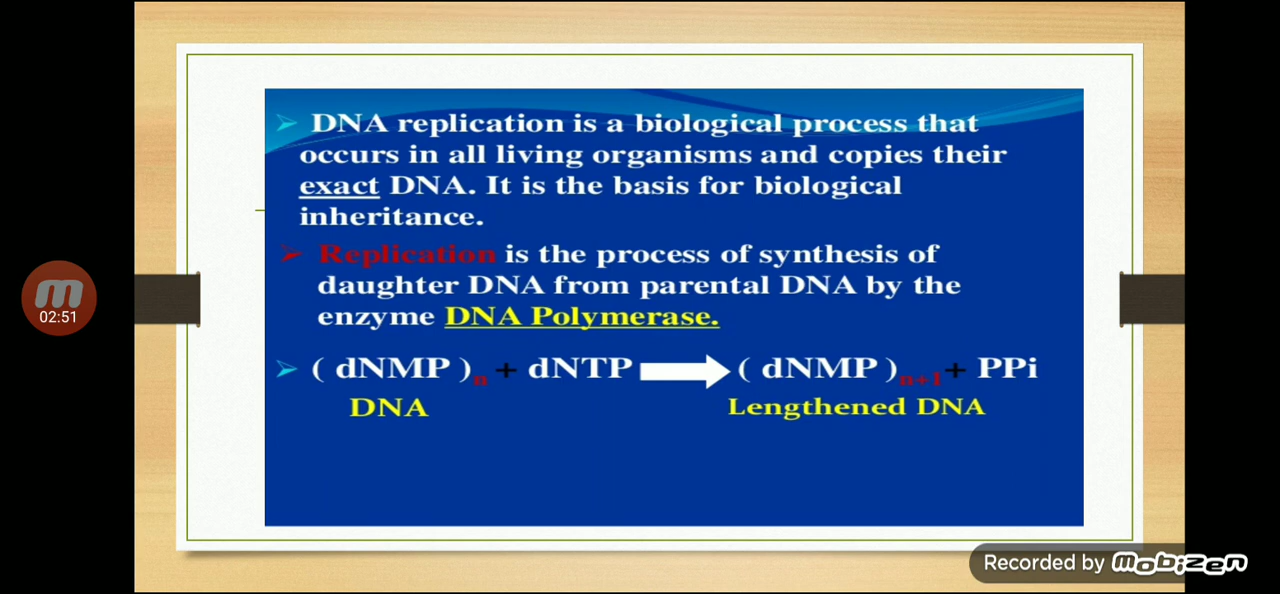 DNA replication is a biological process that
occurs in all living organisms and copies their
exact DNA. It is the basis for biological
inheritance.
Replication is the process of synthesis of
daughter DNA from parental DNA by the
enzyme DNA Polymerase.
( dNMP )n + dNTP ( dNMP )n+1 + PPi
DNA Lengthened DNA
02:51
Recorded by mobizen